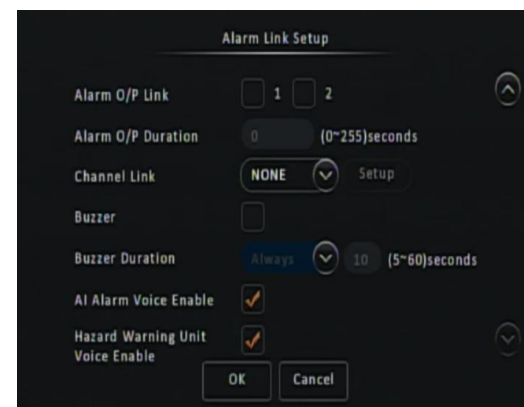 Alarm Link Setup
Alarm O/P Link 1 2
Alarm O/P Duration 0 (0~255)seconds
Channel Link NONE Setup
Buzzer
Buzzer Duration Always 10 (5~60)seconds
AI Alarm Voice Enable
Hazard Warning Unit
Voice Enable
OK Cancel